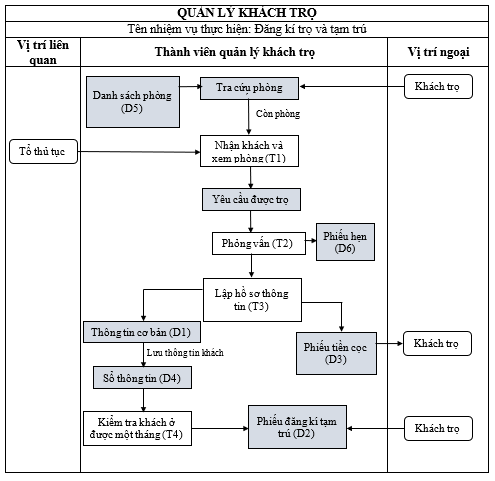 QUẢN LÝ KHÁCH TRỌ
Tên nhiệm vụ thực hiện: Đăng kí trọ và tạm trú
Vị trí liên
quan
Thành viên quản lý khách trọ
Vị trí ngoại
Danh sách phòng
(D5)
Tra cứu phòng
Khách trọ
Còn phòng
Tổ thủ tục
Nhận khách và
xem phòng (T1)
Yêu cầu được trọ
Phỏng vấn (T2)
Phiếu hẹn
(D6)
Lập hồ sơ thông
tin (T3)
Thông tin cơ bản (D1)
Phiếu tiền cọc
(D3)
Khách trọ
Lưu thông tin khách
Sổ thông tin (D4)
Kiểm tra khách ở
được một tháng (T4)
Phiếu đăng kí tạm
trú (D2)
Khách trọ